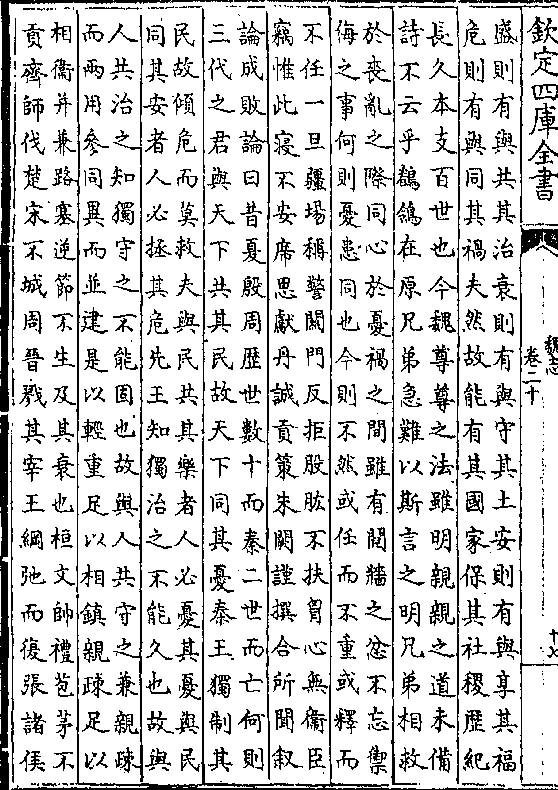 欽定四庫全書
魏志
卷二十
盛則有與共其治衰則有與守其土安則有與享其福
危則有與同其禍夫然故能有其國家保其社稷歷紀
長久本支百世也今魏尊尊之法雖明親親之道未備
詩不云乎鶺鴒在原兄弟急難以斯言之明兄弟相救
於喪亂之際同心於憂禍之間雖有鬩牆之忿不忘禦
侮之事何則憂患同也今則不然或任而不重或釋而
不任一旦疆場稱警關門反拒股肱不扶胷心無衞臣
竊惟此寢不安席思獻丹誠貢策朱闕謹撰合所聞叙
論成敗論曰昔夏殷周歷世數十而秦二世而亡何則
三代之君與天下共其民故天下同其憂秦王獨制其
民故傾危而莫救夫與民共其樂者人必憂其憂與民
同其安者人必拯其危先王知獨治之不能久也故與
人共治之知獨守之不能固也故與人共守之兼親疎
而兩用參同異而並建是以輕重足以相鎮親疎足以
相衞并兼路塞逆節不生及其衰也桓文帥禮苞茅不
貢齊師伐楚宋不城周晉戮其宰王綱弛而復張諸侯